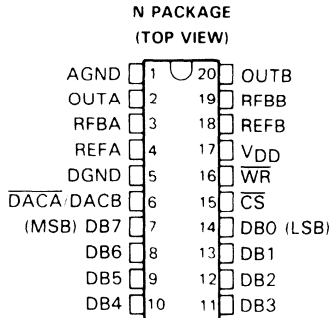 N PACKAGE
(TOP VIEW)
AGND 1 20 OUTB
OUTA 2 19 RFBB
RFBA 3 18 REFB
REFA 4 17 VDD
DGND 5 16 WR
DACA/DACB 6 15 CS
(MSB) DB7 7 14 DB0 (LSB)
DB6 8 13 DB1
DB5 9 12 DB2
DB4 10 11 DB3